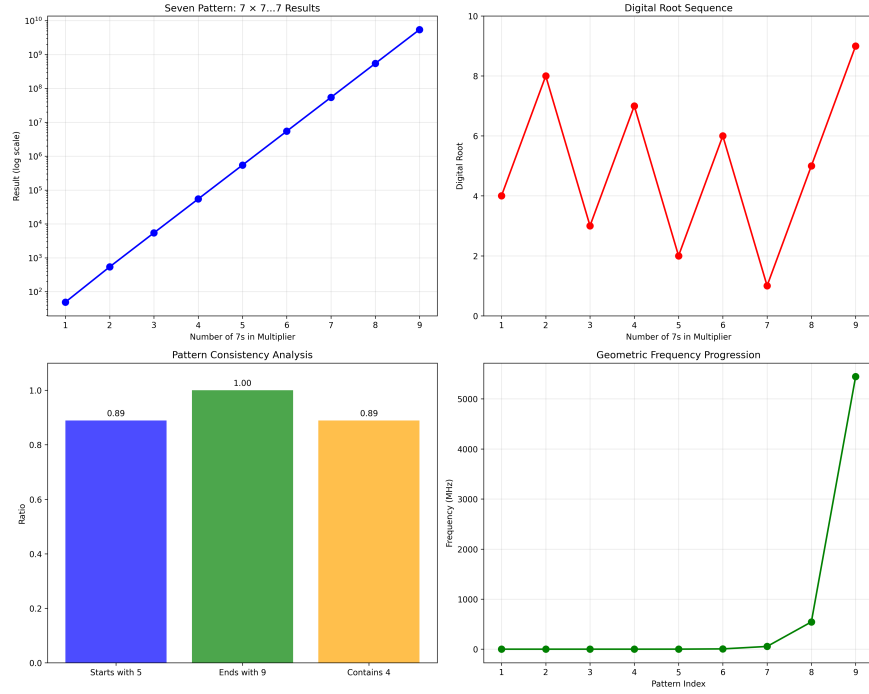 Seven Pattern: 7 × 7...7 Results
10^10
10^9
10^8
10^7
10^6
10^5
10^4
10^3
10^2
Result (log scale)
1 2 3 4 5 6 7 8 9
Number of 7s in Multiplier
Digital Root Sequence
10
8
6
4
2
0
Digital Root
1 2 3 4 5 6 7 8 9
Number of 7s in Multiplier
Pattern Consistency Analysis
1.0
0.8
0.6
0.4
0.2
0.0
Ratio
0.89
1.00
0.89
Starts with 5
Ends with 9
Contains 4
Geometric Frequency Progression
5000
4000
3000
2000
1000
0
Frequency (MHz)
1 2 3 4 5 6 7 8 9
Pattern Index